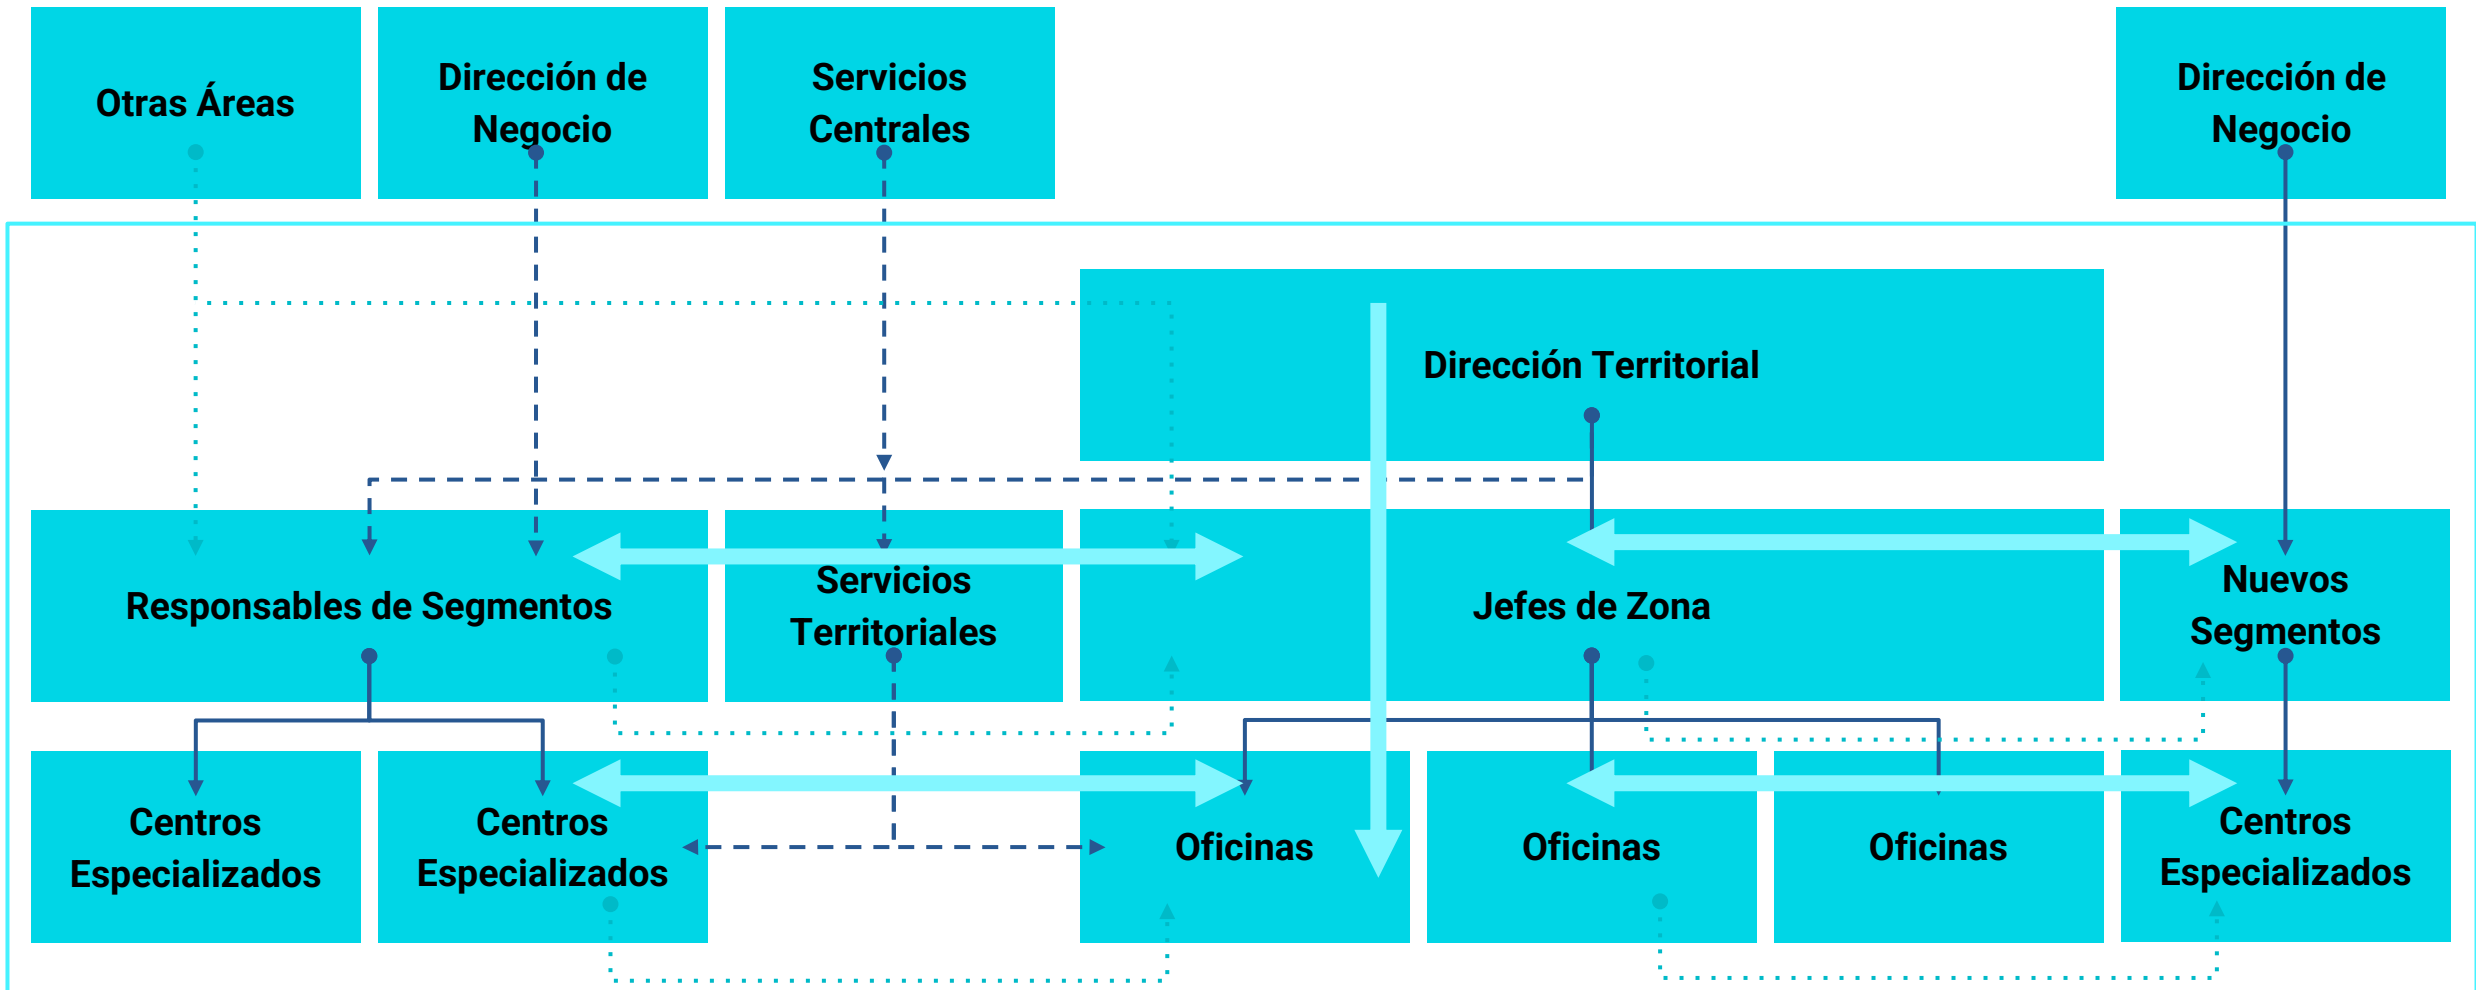 Otras Áreas
Dirección de
Negocio
Servicios
Centrales
Dirección de
Negocio
Dirección Territorial
Responsables de Segmentos
Servicios
Territoriales
Jefes de Zona
Nuevos
Segmentos
Centros
Especializados
Centros
Especializados
Oficinas
Oficinas
Oficinas
Centros
Especializados